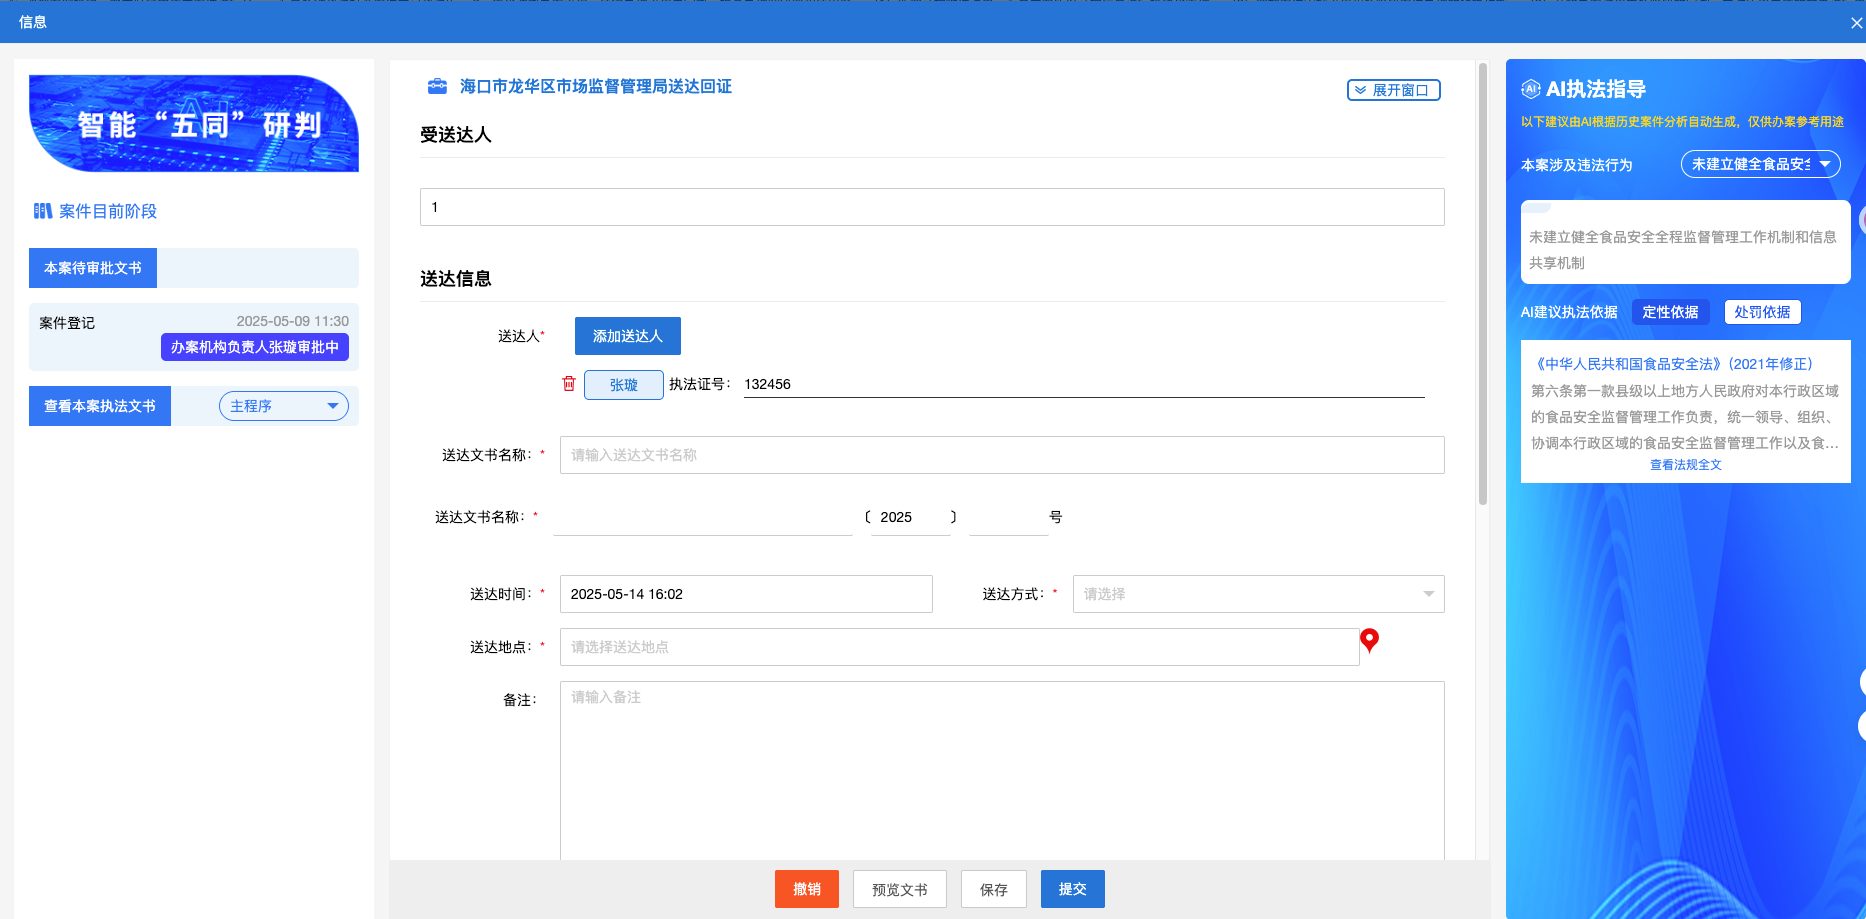 信息
智能“五同”研判
案件目前阶段
本案待审批文书
案件登记
2025-05-09 11:30
办案机构负责人张璇审批中
查看本案执法文书
主程序
海口市龙华区市场监督管理局送达回证
展开窗口
受送达人
1
送达信息
送达人*
添加送达人
张璇 执法证号： 132456
送达文书名称：*
请输入送达文书名称
送达文书名称：* 〔 2025 〕 号
送达时间：*
2025-05-14 16:02
送达方式：*
请选择
送达地点：*
请选择送达地点
备注：
请输入备注
撤销
预览文书
保存
提交
AI执法指导
以下建议由AI根据历史案件分析自动生成，仅供办案参考用途
本案涉及违法行为
未建立健全食品安
未建立健全食品安全全程监督管理工作机制和信息
共享机制
AI建议执法依据
定性依据
处罚依据
《中华人民共和国食品安全法》（2021年修正）
第六条第一款县级以上地方人民政府对本行政区域
的食品安全监督管理工作负责，统一领导、组织、
协调本行政区域的食品安全监督管理工作以及食…
查看法规全文